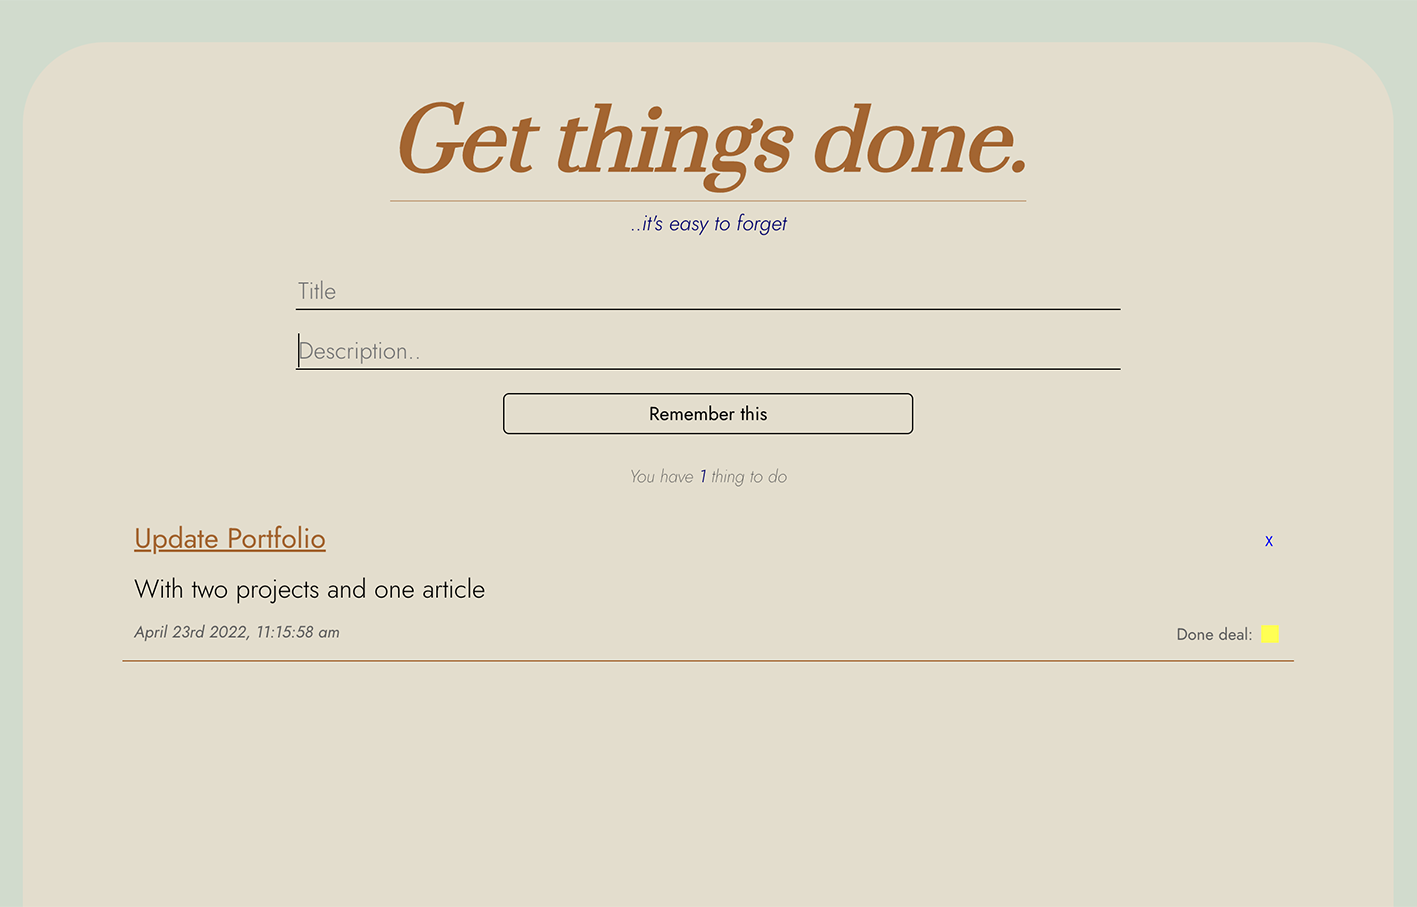 Get things done.
..it's easy to forget
Title
Description..
Remember this
You have 1 thing to do
Update Portfolio
x
With two projects and one article
April 23rd 2022, 11:15:58 am
Done deal: